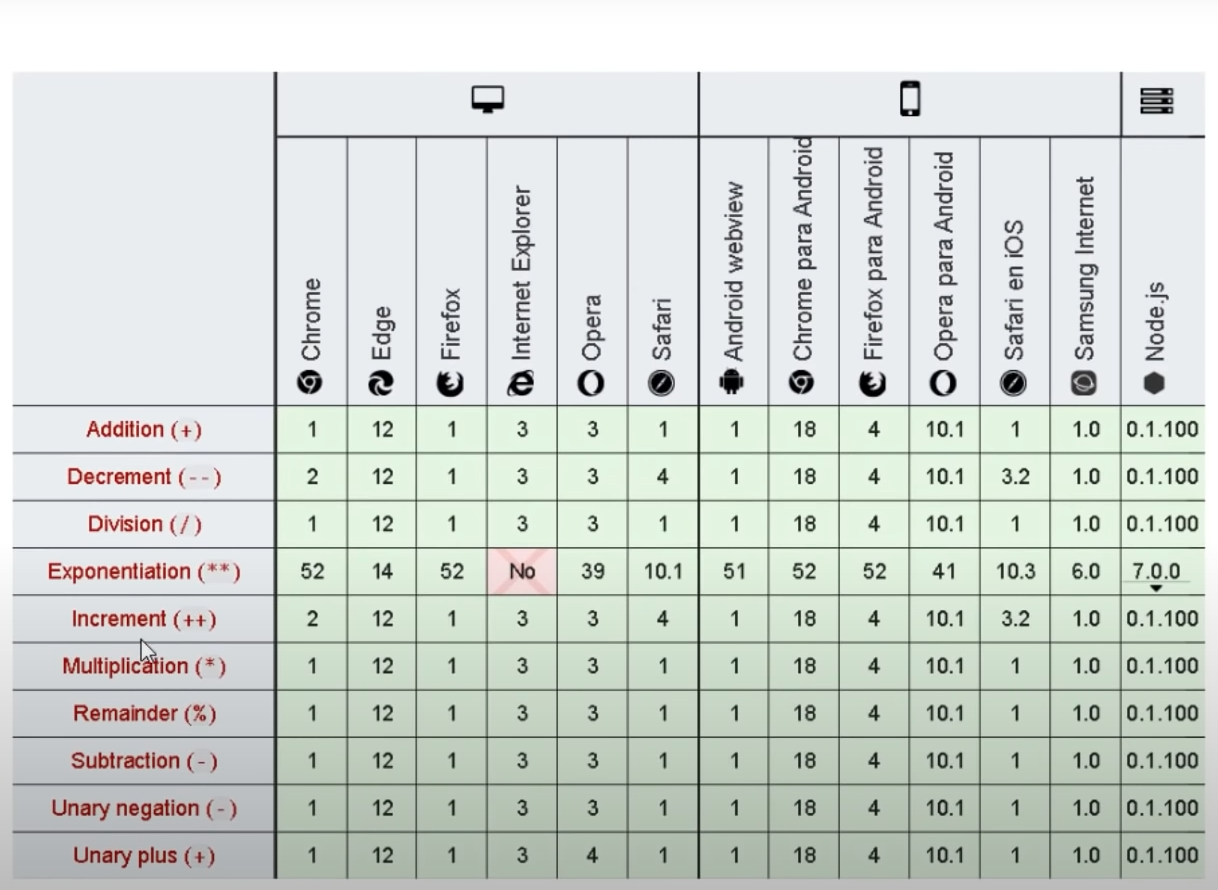 Chrome Edge Firefox Internet Explorer Opera Safari Android webview Chrome para Android Firefox para Android Opera para Android Safari en iOS Samsung Internet Node.js
Addition (+) 1 12 1 3 3 1 1 18 4 10.1 1 1.0 0.1.100
Decrement (--) 2 12 1 3 3 4 1 18 4 10.1 3.2 1.0 0.1.100
Division (/) 1 12 1 3 3 1 1 18 4 10.1 1 1.0 0.1.100
Exponentiation (**) 52 14 52 No 39 10.1 51 52 52 41 10.3 6.0 7.0.0
Increment (++) 2 12 1 3 3 4 1 18 4 10.1 3.2 1.0 0.1.100
Multiplication (*) 1 12 1 3 3 1 1 18 4 10.1 1 1.0 0.1.100
Remainder (%) 1 12 1 3 3 1 1 18 4 10.1 1 1.0 0.1.100
Subtraction (-) 1 12 1 3 3 1 1 18 4 10.1 1 1.0 0.1.100
Unary negation (-) 1 12 1 3 3 1 1 18 4 10.1 1 1.0 0.1.100
Unary plus (+) 1 12 1 3 4 1 1 18 4 10.1 1 1.0 0.1.100